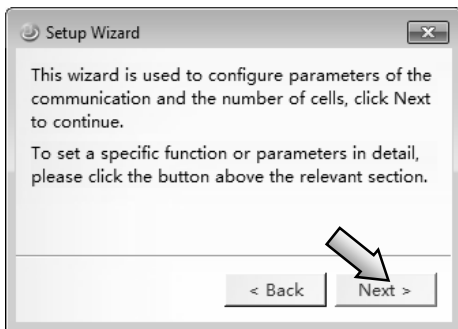 Setup Wizard
This wizard is used to configure parameters of the
communication and the number of cells, click Next
to continue.
To set a specific function or parameters in detail,
please click the button above the relevant section.
< Back Next >